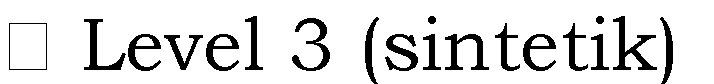 □ Level 3 (sintetik)